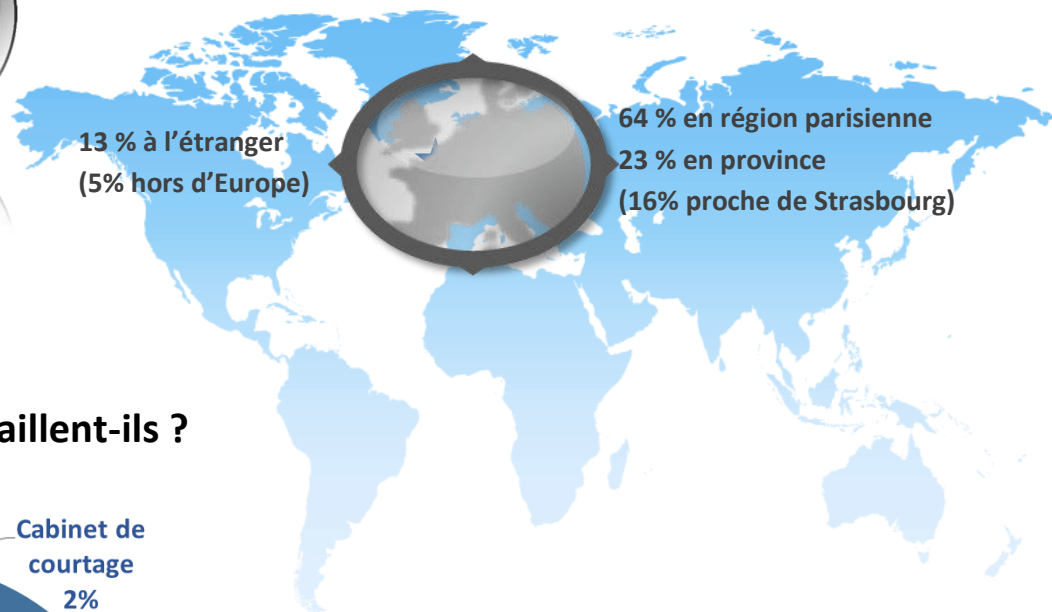 13 % à l’étranger
(5% hors d’Europe)
64 % en région parisienne
23 % en province
(16% proche de Strasbourg)
aillent-ils ?
Cabinet de
courtage
2%